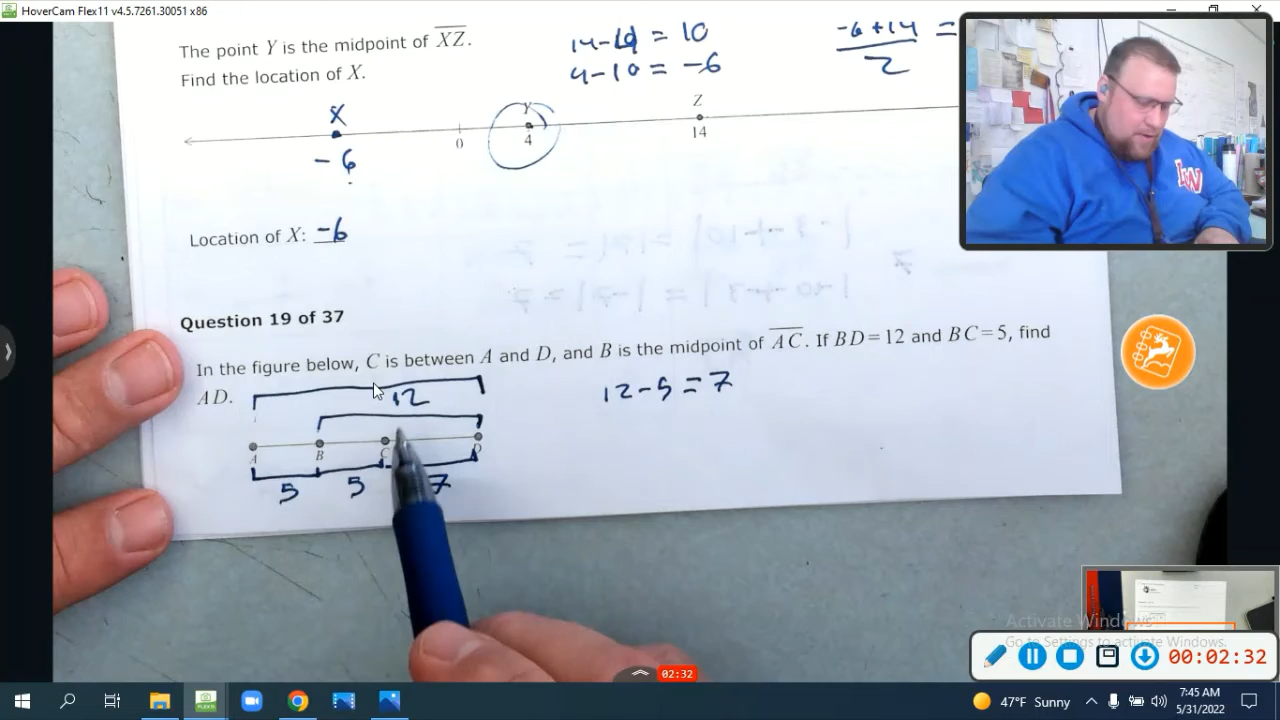 HoverCam Flex11 v4.5.7261.30051 x86
The point Y is the midpoint of XZ.
Find the location of X.
14-10 = 10
4-10 = -6
-6+14 =
2
X
Y
Z
-6
0
4
14
Location of X: -6
Question 19 of 37
In the figure below, C is between A and D, and B is the midpoint of AC. If BD=12 and BC=5, find
AD.
12
12-5=7
A
B
C
D
5
5
7
LW
Activate Windows
Go to Settings to activate Windows.
00:02:32
02:32
47°F Sunny
7:45 AM
5/31/2022